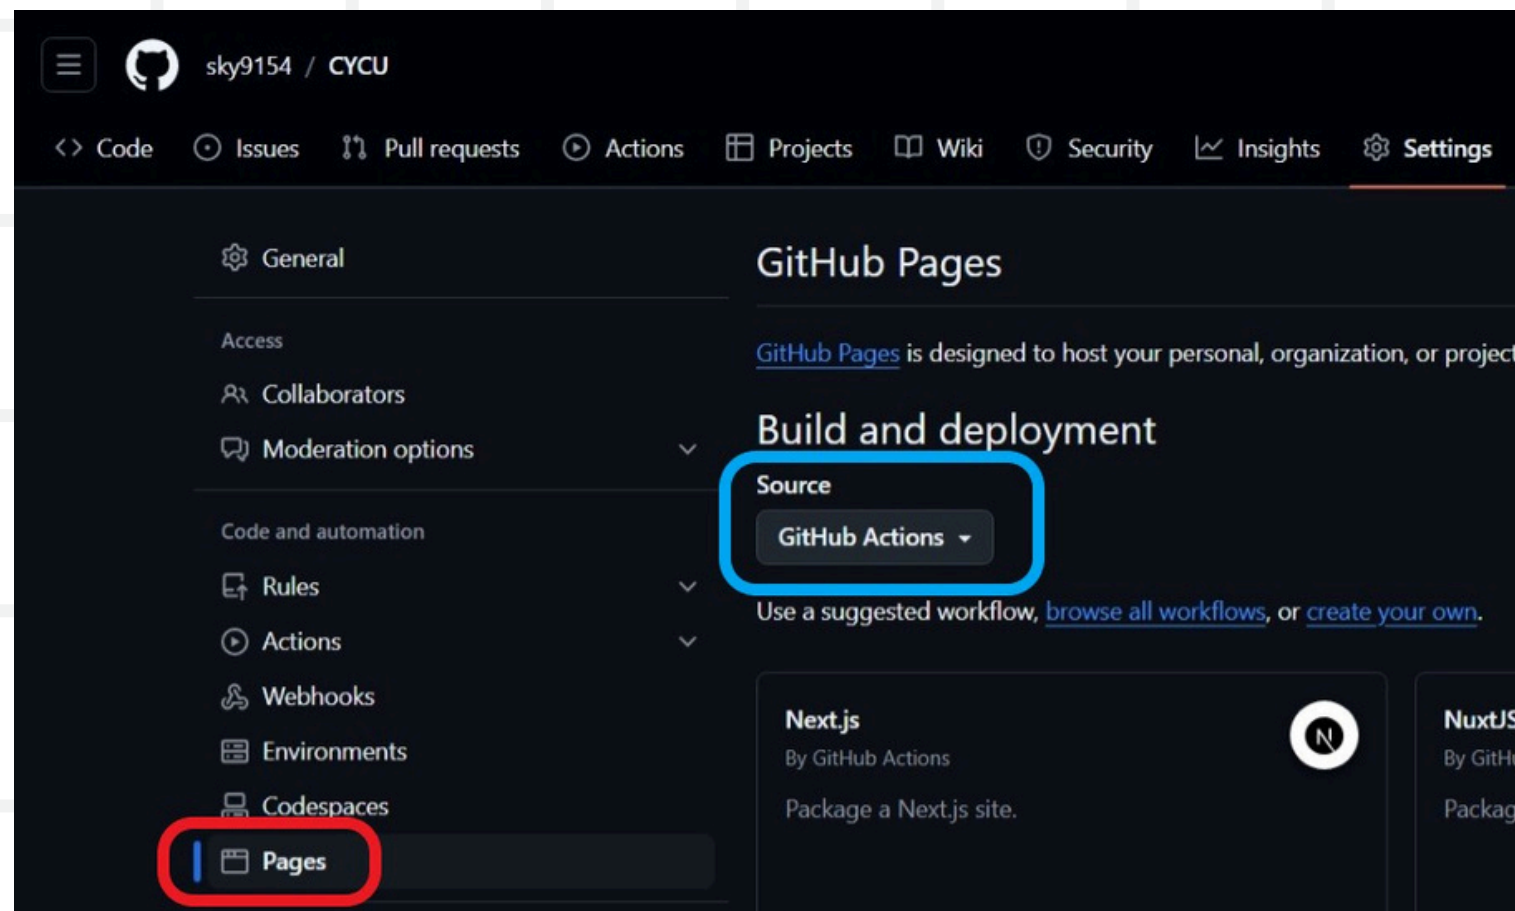 sky9154 / CYCU
Code Issues Pull requests Actions Projects Wiki Security Insights Settings
General
Access
Collaborators
Moderation options
Code and automation
Rules
Actions
Webhooks
Environments
Codespaces
Pages
GitHub Pages
GitHub Pages is designed to host your personal, organization, or project
Build and deployment
Source
GitHub Actions
Use a suggested workflow, browse all workflows, or create your own.
Next.js
By GitHub Actions
Package a Next.js site.
N
NuxtJS
By GitHu
Packag